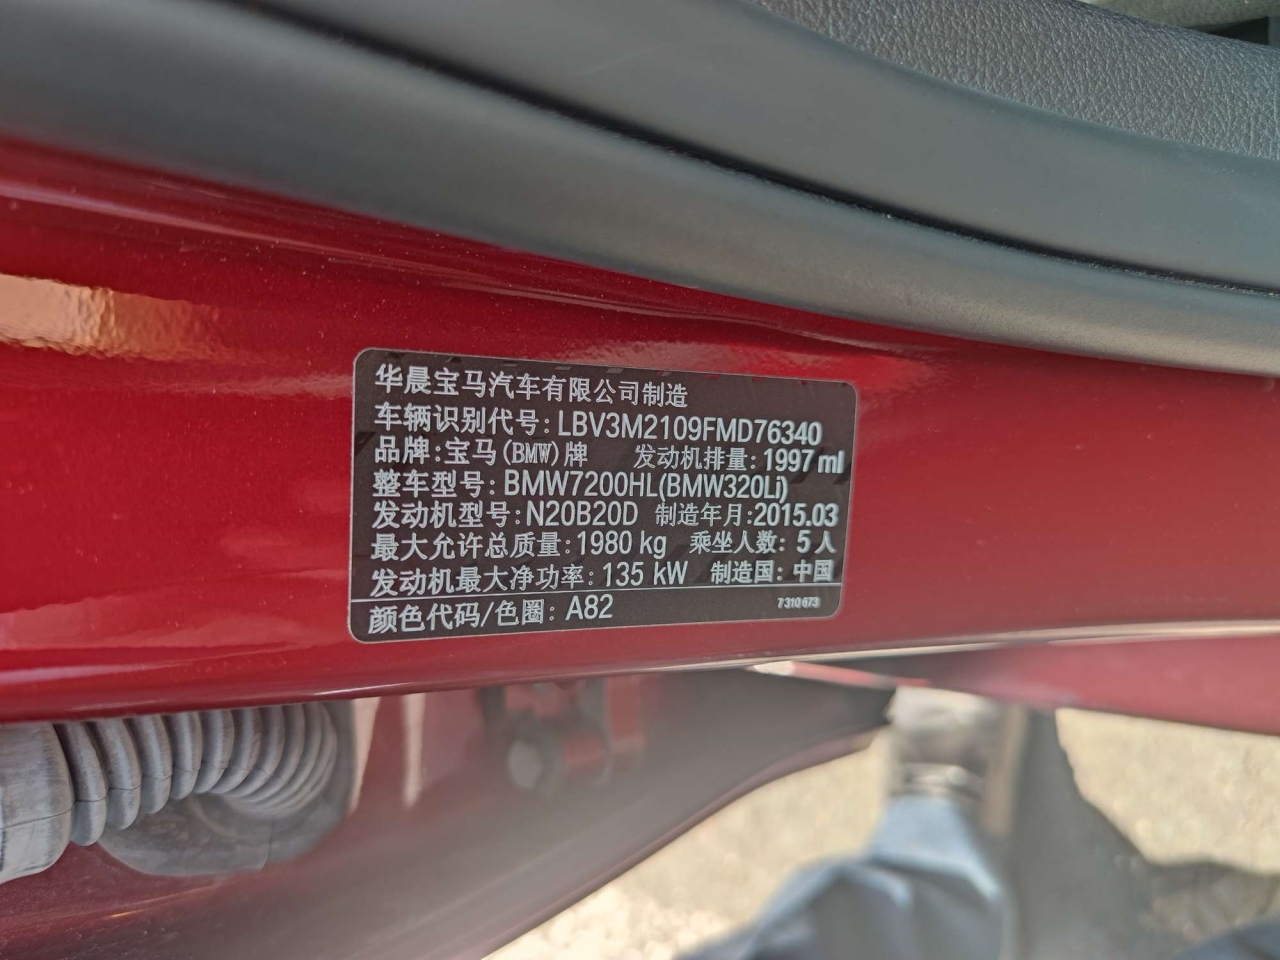 华晨宝马汽车有限公司制造
车辆识别代号: LBV3M2109FMD76340
品牌: 宝马(BMW)牌 发动机排量: 1997 ml
整车型号: BMW7200HL(BMW320Li)
发动机型号: N20B20D 制造年月: 2015.03
最大允许总质量: 1980 kg 乘坐人数: 5 人
发动机最大净功率: 135 kW 制造国: 中国
颜色代码/色圈: A82 7 310 673